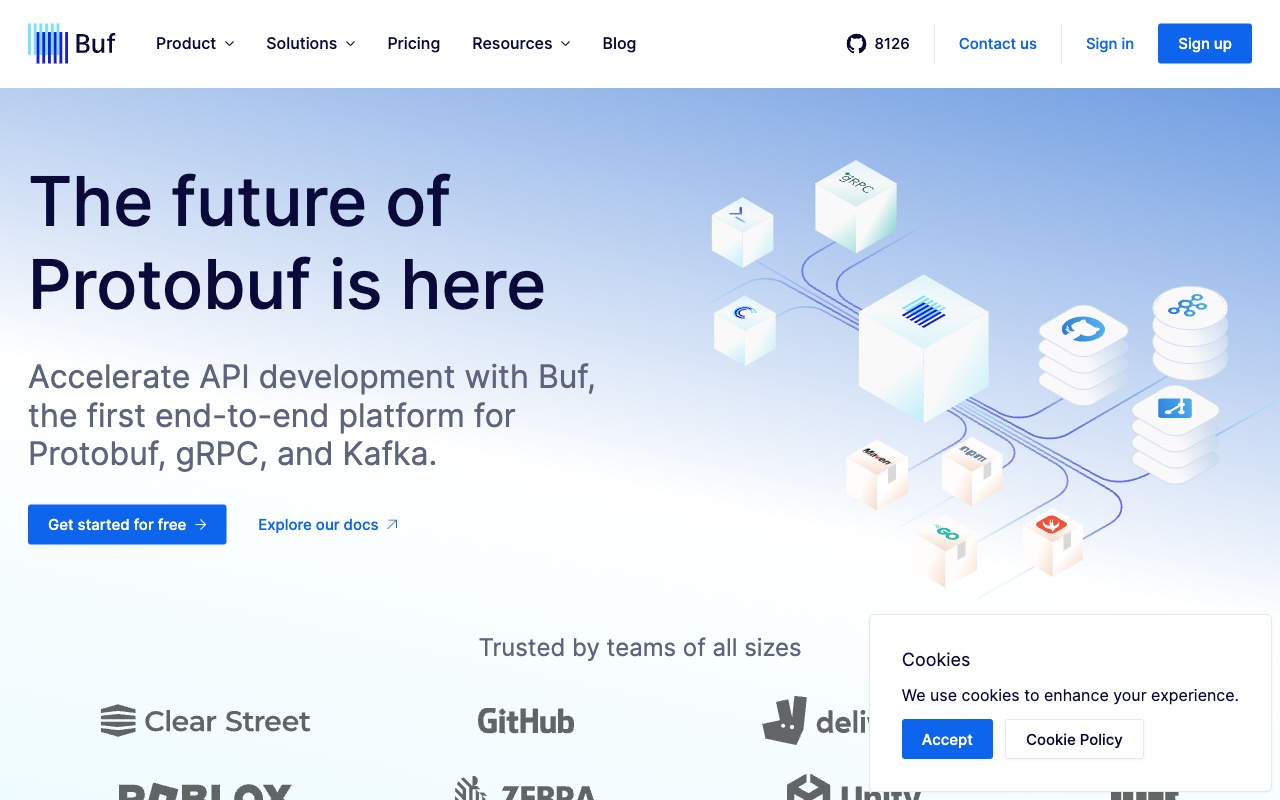 Buf
Product
Solutions
Pricing
Resources
Blog
8126
Contact us
Sign in
Sign up
The future of
Protobuf is here
Accelerate API development with Buf,
the first end-to-end platform for
Protobuf, gRPC, and Kafka.
Get started for free →
Explore our docs ↗
gRPC
Maven
npm
GO
Trusted by teams of all sizes
Clear Street
GitHub
ROBLOX
ZEBRA
Unity
Cookies
We use cookies to enhance your experience.
Accept
Cookie Policy